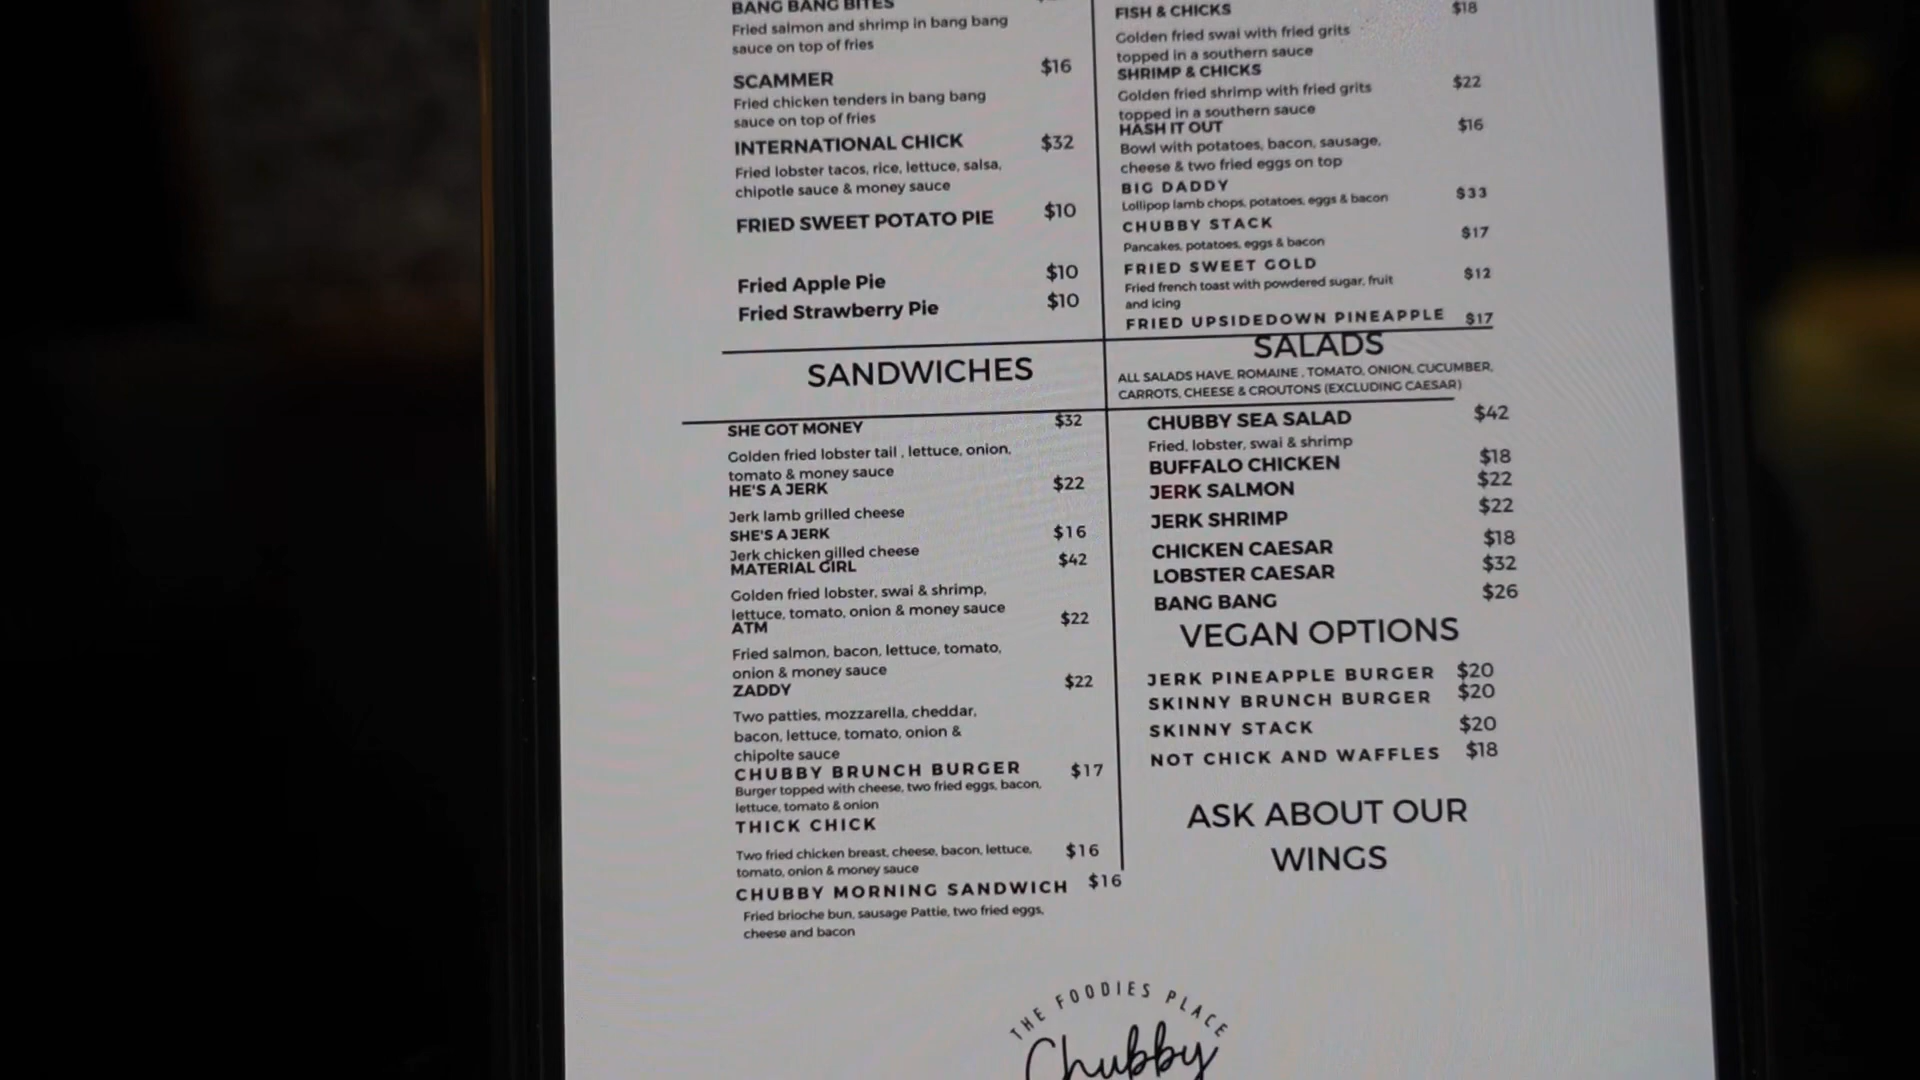 BANG BANG BITES
Fried salmon and shrimp in bang bang
sauce on top of fries
SCAMMER $16
Fried chicken tenders in bang bang
sauce on top of fries
INTERNATIONAL CHICK $32
Fried lobster tacos, rice, lettuce, salsa,
chipotle sauce & money sauce
FRIED SWEET POTATO PIE $10
Fried Apple Pie $10
Fried Strawberry Pie $10
SANDWICHES
SHE GOT MONEY $32
Golden fried lobster tail , lettuce, onion,
tomato & money sauce
HE'S A JERK $22
Jerk lamb grilled cheese
SHE'S A JERK $16
Jerk chicken gilled cheese
MATERIAL GIRL $42
Golden fried lobster, swai & shrimp,
lettuce, tomato, onion & money sauce
ATM $22
Fried salmon, bacon, lettuce, tomato,
onion & money sauce
ZADDY $22
Two patties, mozzarella, cheddar,
bacon, lettuce, tomato, onion &
chipolte sauce
CHUBBY BRUNCH BURGER $17
Burger topped with cheese, two fried eggs, bacon,
lettuce, tomato & onion
THICK CHICK
Two fried chicken breast, cheese, bacon, lettuce, $16
tomato, onion & money sauce
CHUBBY MORNING SANDWICH $16
Fried brioche bun, sausage Pattie, two fried eggs,
cheese and bacon
FISH & CHICKS $18
Golden fried swai with fried grits
topped in a southern sauce
SHRIMP & CHICKS $22
Golden fried shrimp with fried grits
topped in a southern sauce
HASH IT OUT $16
Bowl with potatoes, bacon, sausage,
cheese & two fried eggs on top
BIG DADDY $33
Lollipop lamb chops, potatoes, eggs & bacon
CHUBBY STACK $17
Pancakes, potatoes, eggs & bacon
FRIED SWEET GOLD $12
Fried french toast with powdered sugar, fruit
and icing
FRIED UPSIDEDOWN PINEAPPLE $17
SALADS
ALL SALADS HAVE, ROMAINE , TOMATO, ONION, CUCUMBER,
CARROTS, CHEESE & CROUTONS (EXCLUDING CAESAR)
CHUBBY SEA SALAD $42
Fried, lobster, swai & shrimp
BUFFALO CHICKEN $18
JERK SALMON $22
JERK SHRIMP $22
CHICKEN CAESAR $18
LOBSTER CAESAR $32
BANG BANG $26
VEGAN OPTIONS
JERK PINEAPPLE BURGER $20
SKINNY BRUNCH BURGER $20
SKINNY STACK $20
NOT CHICK AND WAFFLES $18
ASK ABOUT OUR
WINGS
THE FOODIES PLACE
Chubby